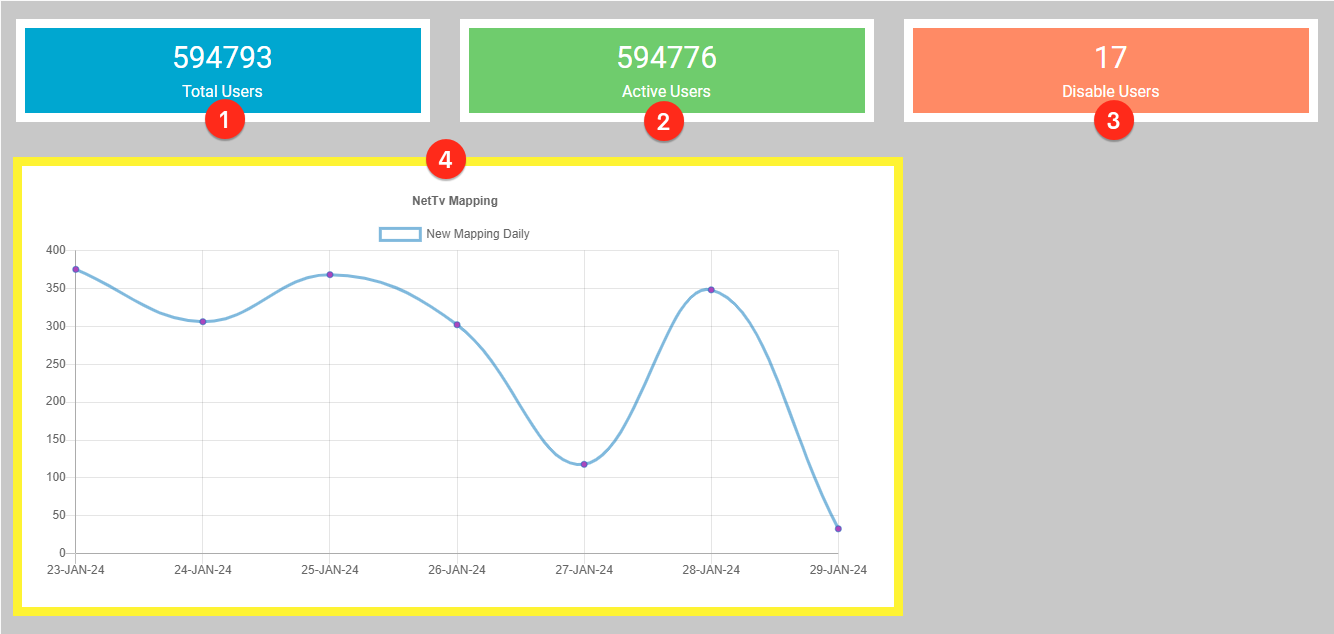 594793
Total Users
1
594776
Active Users
2
17
Disable Users
3
4
NetTv Mapping
New Mapping Daily
400
350
300
250
200
150
100
50
0
23-JAN-24 24-JAN-24 25-JAN-24 26-JAN-24 27-JAN-24 28-JAN-24 29-JAN-24